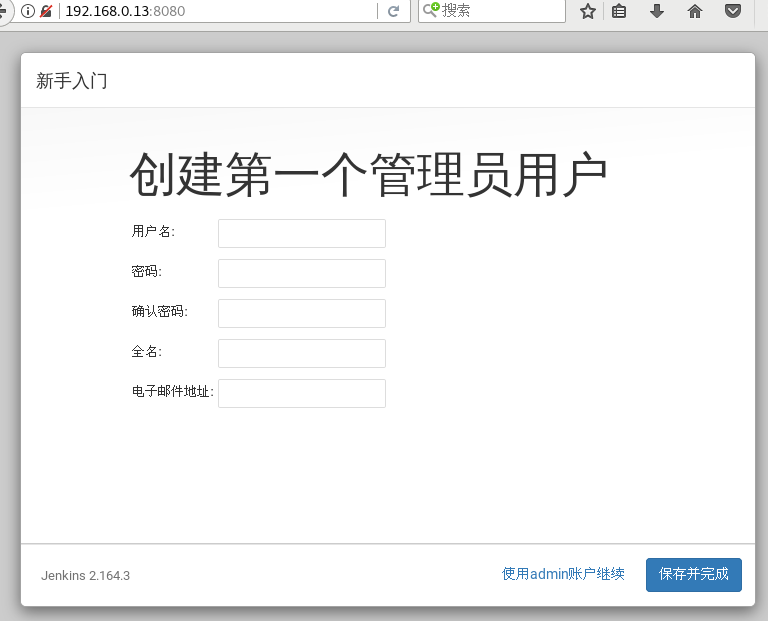 192.168.0.13:8080
搜索
新手入门
创建第一个管理员用户
用户名:
密码:
确认密码:
全名:
电子邮件地址:
Jenkins 2.164.3
使用admin账户继续
保存并完成